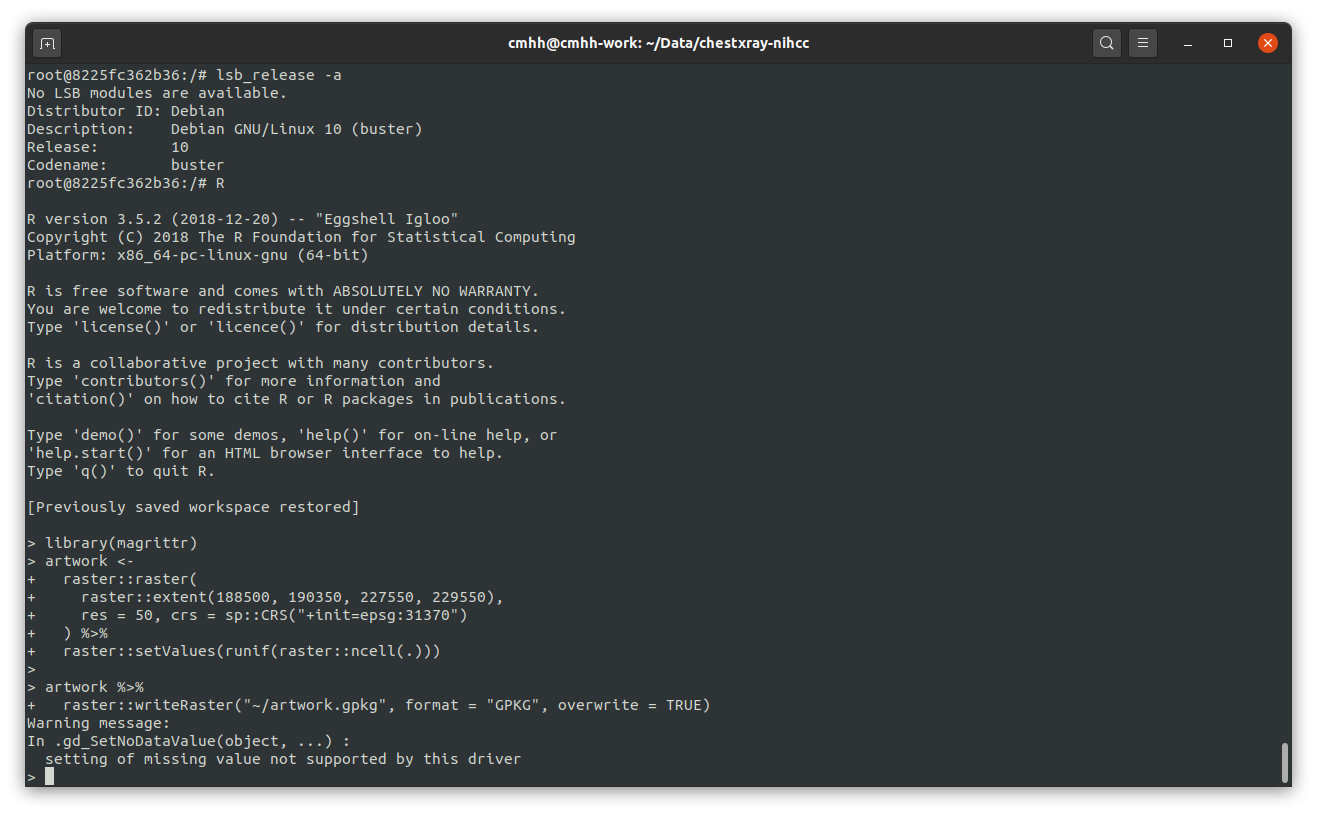 cmhh@cmhh-work: ~/Data/chestxray-nihcc
root@8225fc362b36:/# lsb_release -a
No LSB modules are available.
Distributor ID: Debian
Description:    Debian GNU/Linux 10 (buster)
Release:        10
Codename:       buster
root@8225fc362b36:/# R

R version 3.5.2 (2018-12-20) -- "Eggshell Igloo"
Copyright (C) 2018 The R Foundation for Statistical Computing
Platform: x86_64-pc-linux-gnu (64-bit)

R is free software and comes with ABSOLUTELY NO WARRANTY.
You are welcome to redistribute it under certain conditions.
Type 'license()' or 'licence()' for distribution details.

R is a collaborative project with many contributors.
Type 'contributors()' for more information and
'citation()' on how to cite R or R packages in publications.

Type 'demo()' for some demos, 'help()' for on-line help, or
'help.start()' for an HTML browser interface to help.
Type 'q()' to quit R.

[Previously saved workspace restored]

> library(magrittr)
> artwork <-
+   raster::raster(
+     raster::extent(188500, 190350, 227550, 229550),
+     res = 50, crs = sp::CRS("+init=epsg:31370")
+   ) %>%
+   raster::setValues(runif(raster::ncell(.)))
>
> artwork %>%
+   raster::writeRaster("~/artwork.gpkg", format = "GPKG", overwrite = TRUE)
Warning message:
In .gd_SetNoDataValue(object, ...) :
  setting of missing value not supported by this driver
>